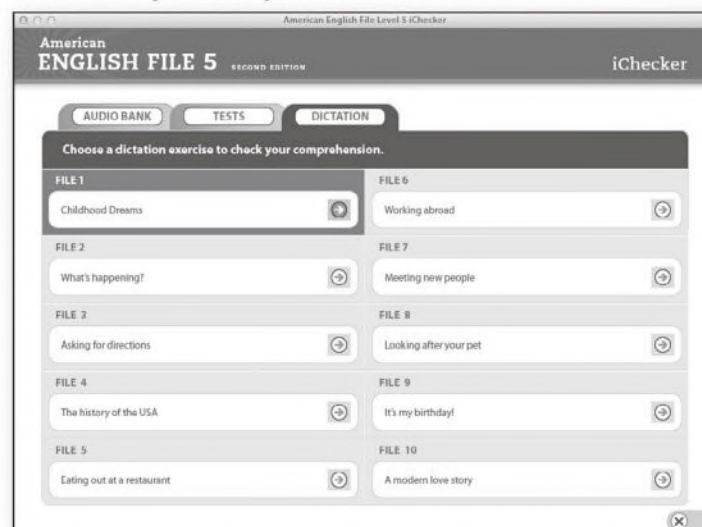 American English File Level 5 iChecker
American
ENGLISH FILE 5 SECOND EDITION
iChecker
AUDIO BANK
TESTS
DICTATION
Choose a dictation exercise to check your comprehension.
FILE 1
Childhood Dreams
FILE 2
What's happening?
FILE 3
Asking for directions
FILE 4
The history of the USA
FILE 5
Eating out at a restaurant
FILE 6
Working abroad
FILE 7
Meeting new people
FILE 8
Looking after your pet
FILE 9
It's my birthday!
FILE 10
A modern love story